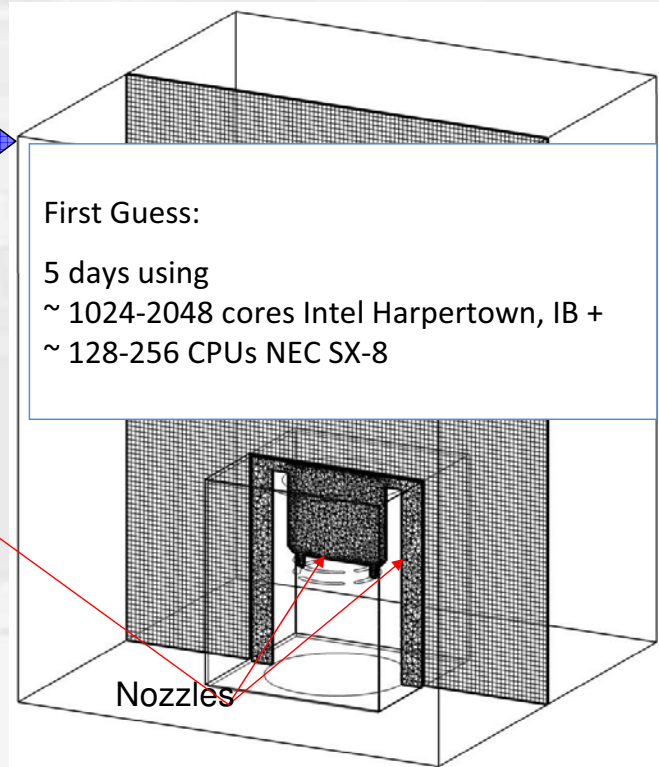 First Guess:
5 days using
~ 1024-2048 cores Intel Harpertown, IB +
~ 128-256 CPUs NEC SX-8
Nozzles